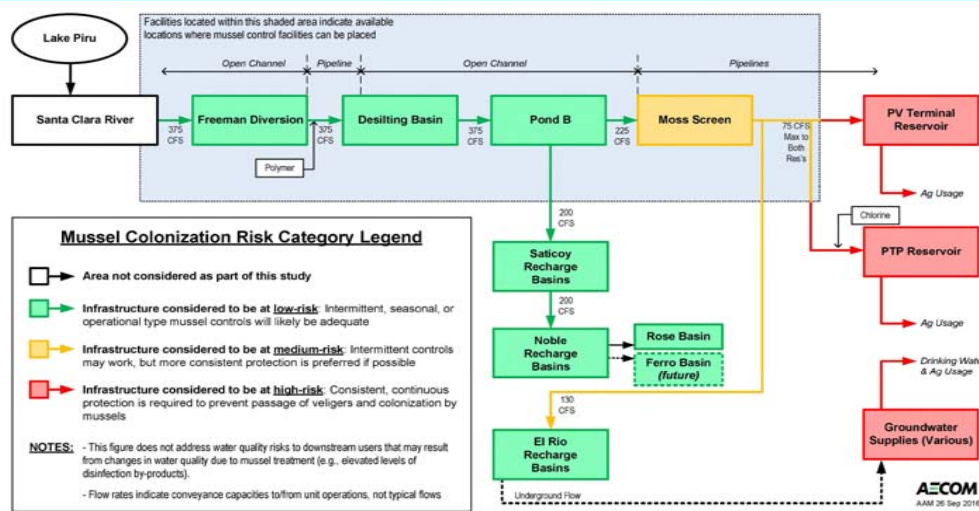 Facilities located within this shaded area indicate available
locations where mussel control facilities can be placed
Lake Piru
Open Channel
Pipeline
Open Channel
Pipelines
Santa Clara River
375
CFS
Freeman Diversion
375
CFS
Desilting Basin
375
CFS
Pond B
225
CFS
Moss Screen
75 CFS
Max to
Both
Res's
PV Terminal
Reservoir
Polymer
Ag Usage
Chlorine
PTP Reservoir
Ag Usage
200
CFS
Saticoy
Recharge
Basins
200
CFS
Noble
Recharge
Basins
Rose Basin
Ferro Basin
(future)
130
CFS
El Rio
Recharge
Basins
Underground Flow
Drinking Water
& Ag Usage
Groundwater
Supplies (Various)
Mussel Colonization Risk Category Legend
Area not considered as part of this study
Infrastructure considered to be at low-risk: Intermittent, seasonal, or
operational type mussel controls will likely be adequate
Infrastructure considered to be at medium-risk: Intermittent controls
may work, but more consistent protection is preferred if possible
Infrastructure considered to be at high-risk: Consistent, continuous
protection is required to prevent passage of veligers and colonization by
mussels
NOTES: - This figure does not address water quality risks to downstream users that may result
from changes in water quality due to mussel treatment (e.g., elevated levels of
disinfection by-products).
- Flow rates indicate conveyance capacities to/from unit operations, not typical flows
AECOM
AAM 26 Sep 2016